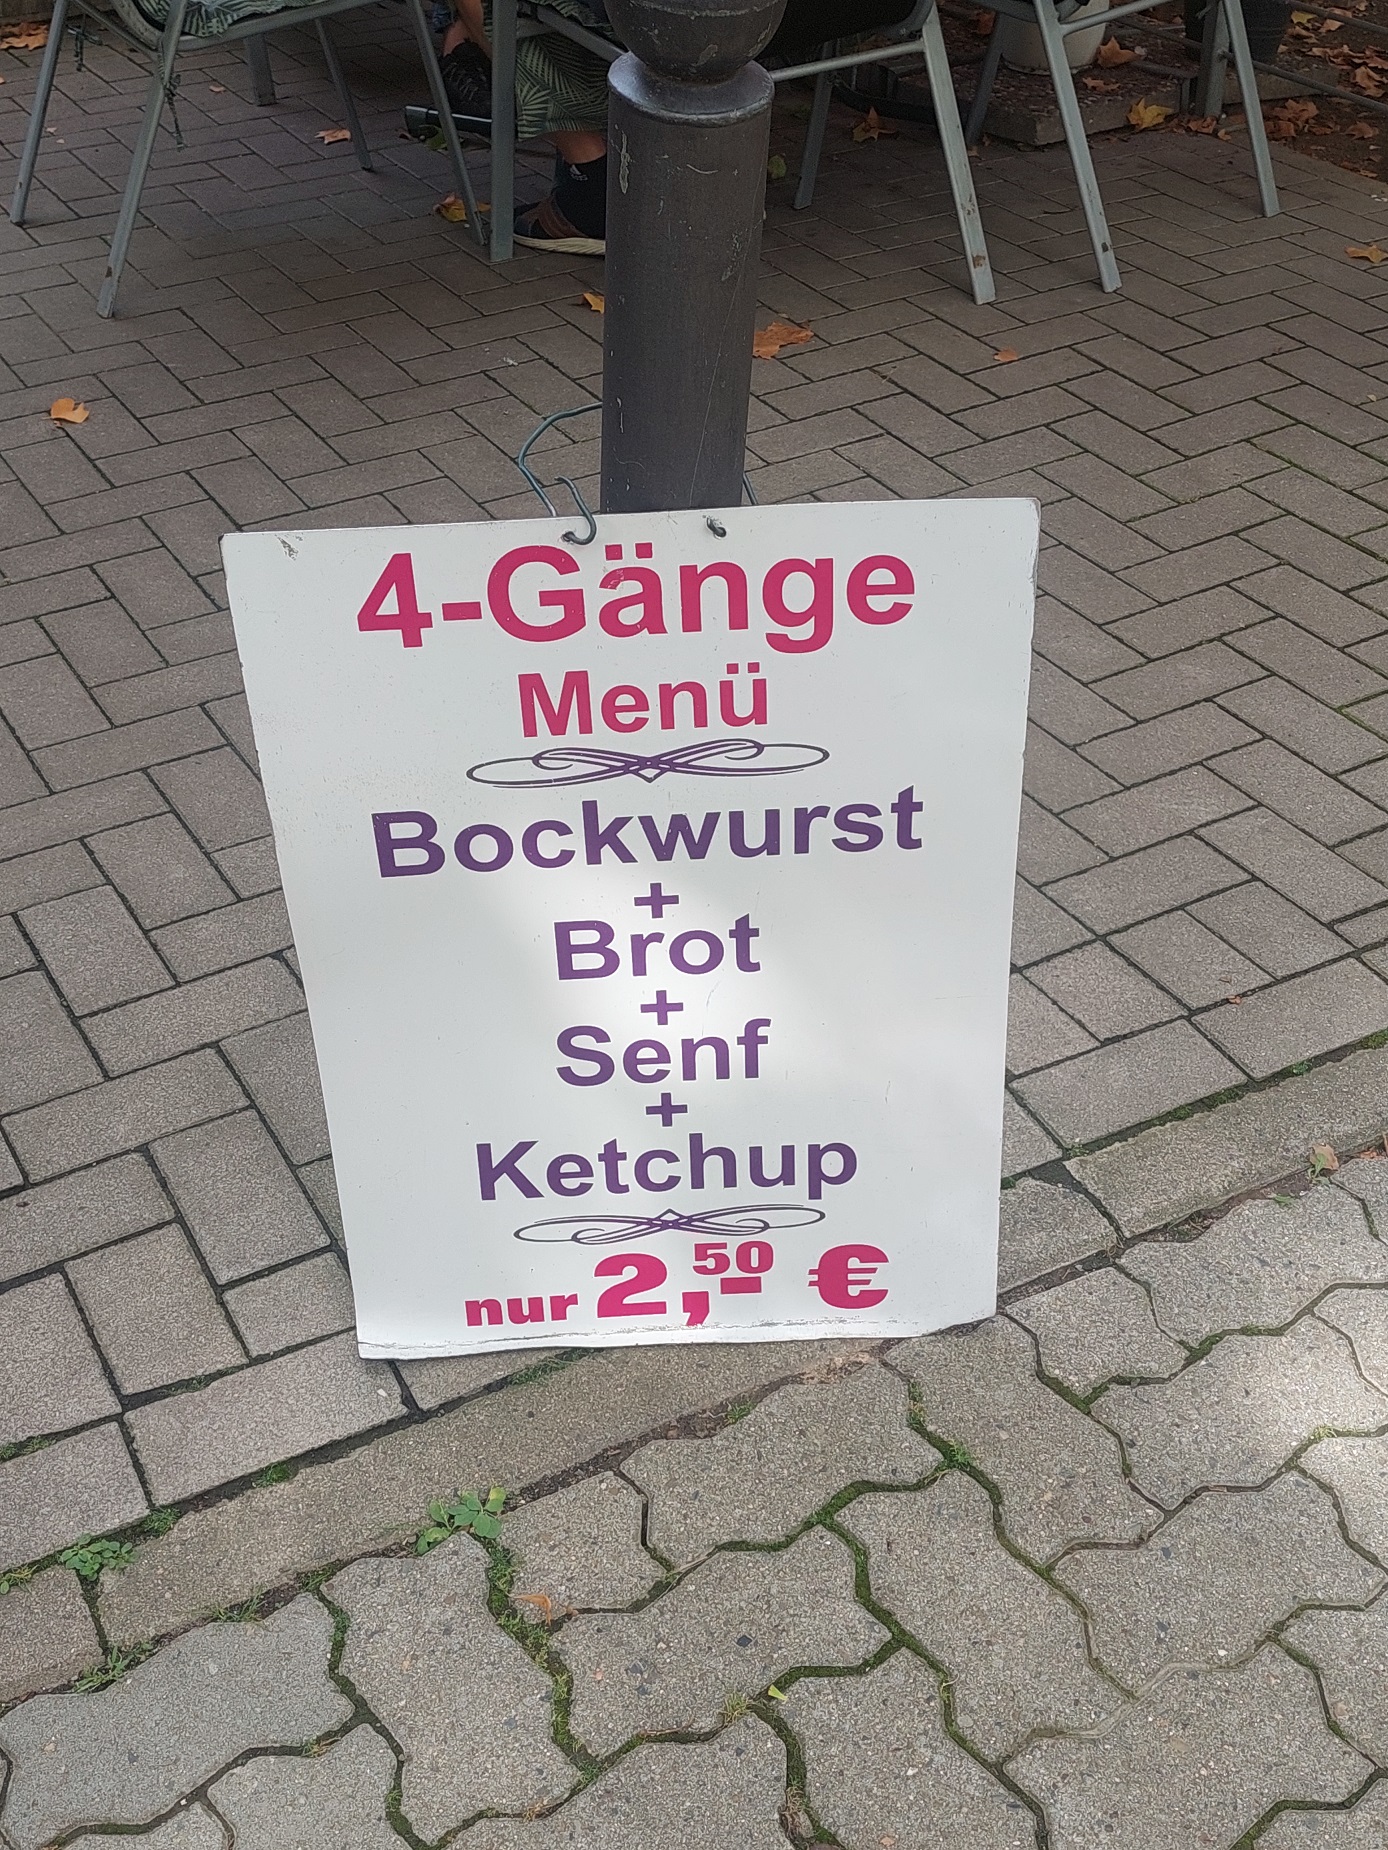 4-Gänge
Menü
Bockwurst
+
Brot
+
Senf
+
Ketchup
nur 2,50 €